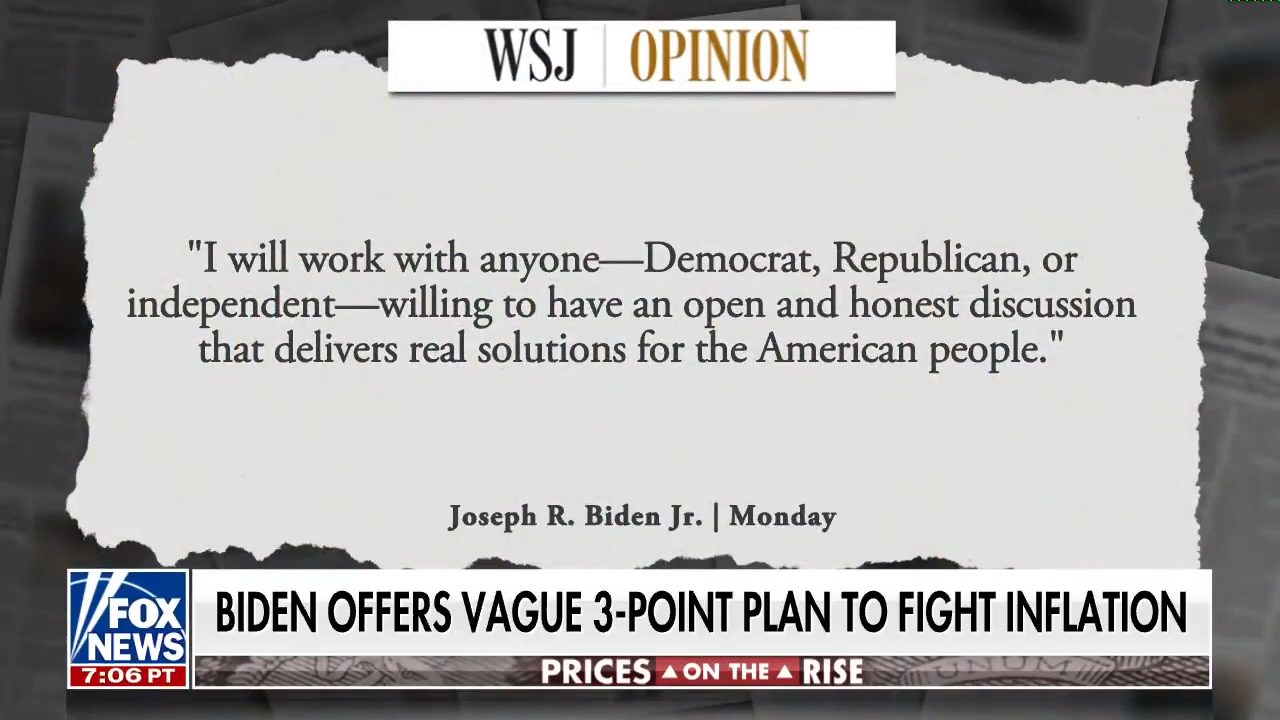 WSJ | OPINION
"I will work with anyone—Democrat, Republican, or
independent—willing to have an open and honest discussion
that delivers real solutions for the American people."
Joseph R. Biden Jr. | Monday
FOX
NEWS
7:06 PT
BIDEN OFFERS VAGUE 3-POINT PLAN TO FIGHT INFLATION
PRICES ▲ ON THE ▲ RISE
UNUM